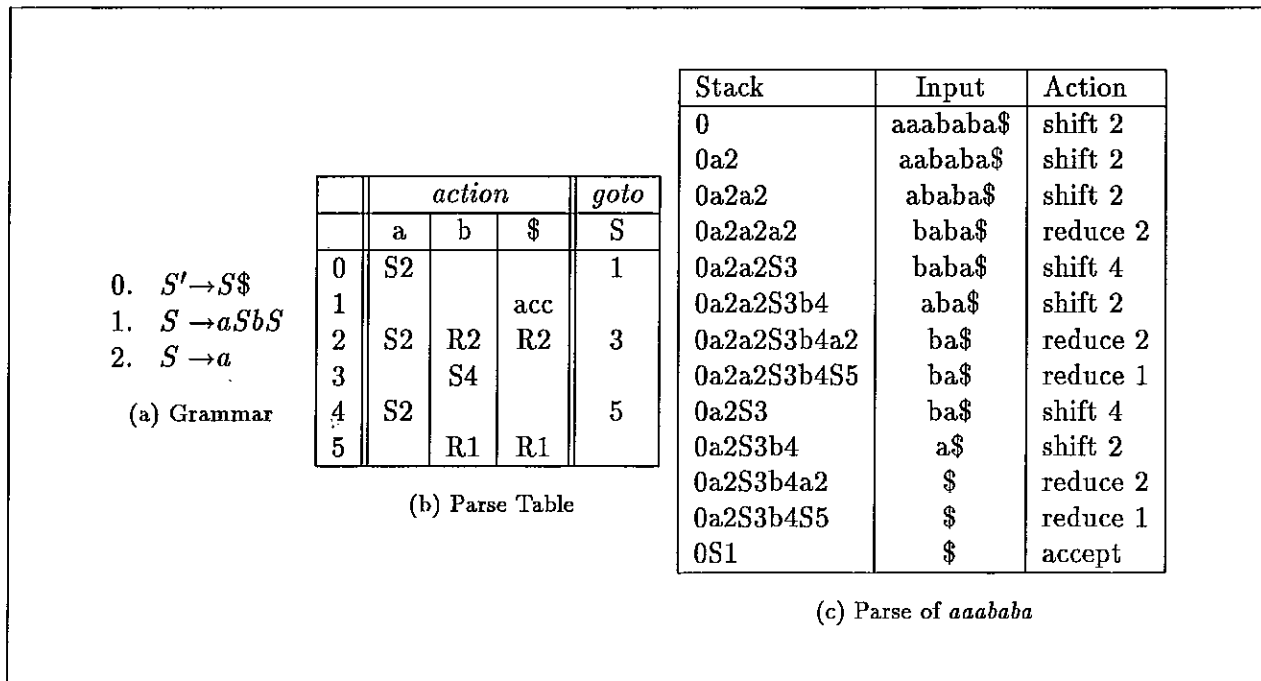 0. S′→S$
1. S→aSbS
2. S→a
(a) Grammar
action goto
a b $ S
0 S2 1
1 acc
2 S2 R2 R2 3
3 S4
4 S2 5
5 R1 R1
(b) Parse Table
Stack Input Action
0 aaababa$ shift 2
0a2 aababa$ shift 2
0a2a2 ababa$ shift 2
0a2a2a2 baba$ reduce 2
0a2a2S3 baba$ shift 4
0a2a2S3b4 aba$ shift 2
0a2a2S3b4a2 ba$ reduce 2
0a2a2S3b4S5 ba$ reduce 1
0a2S3 ba$ shift 4
0a2S3b4 a$ shift 2
0a2S3b4a2 $ reduce 2
0a2S3b4S5 $ reduce 1
0S1 $ accept
(c) Parse of aaababa